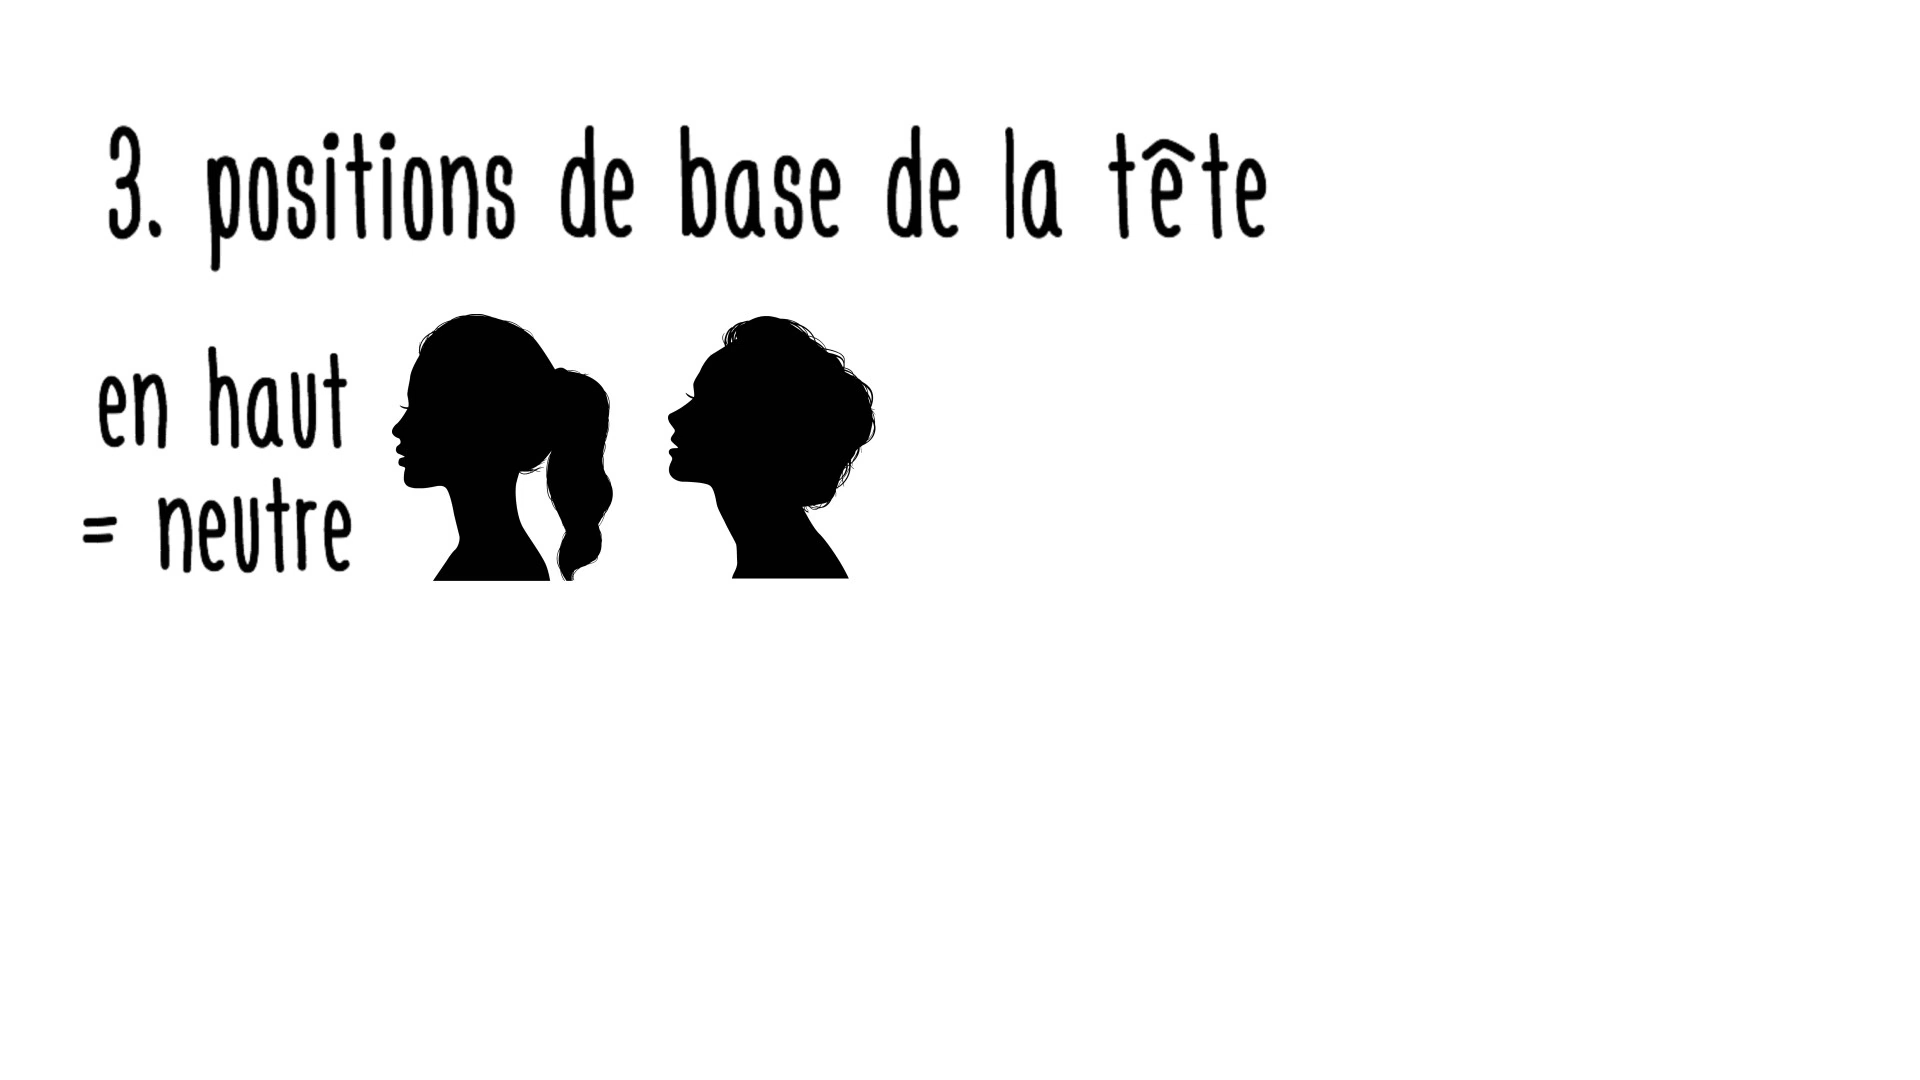 3. positions de base de la tête
en haut
= neutre